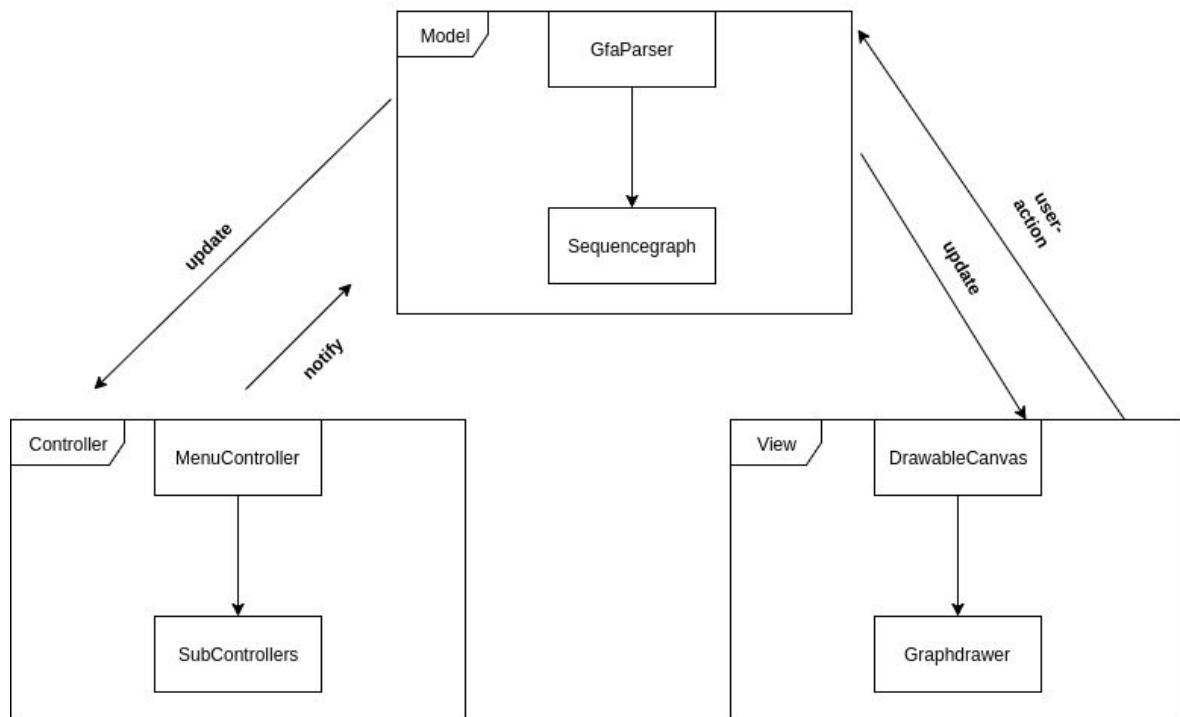 Model
GfaParser
Sequencegraph
update
notify
user-
action
update
Controller
MenuController
SubControllers
View
DrawableCanvas
Graphdrawer